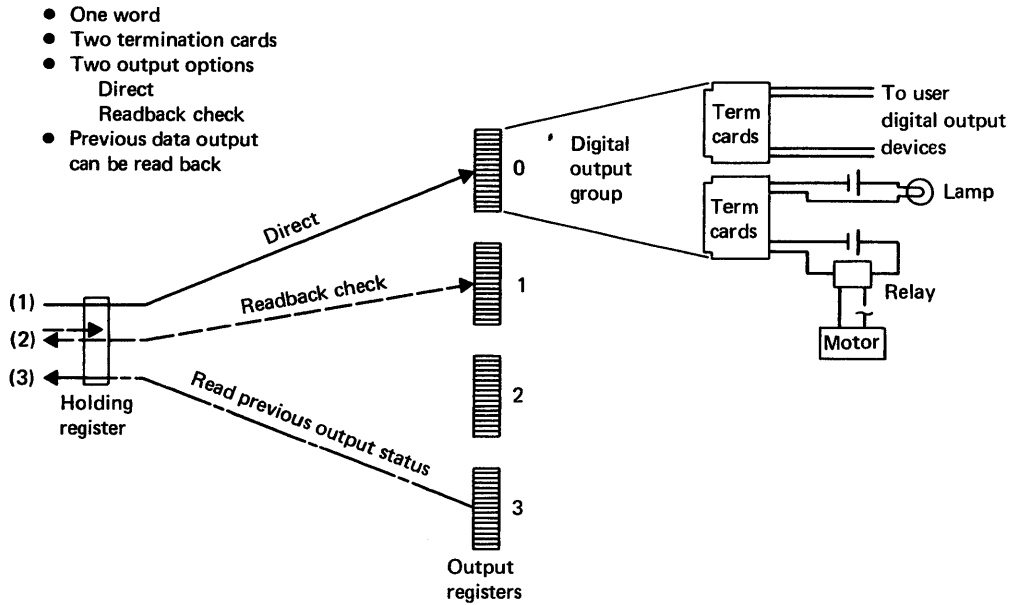 ● One word
● Two termination cards
● Two output options
Direct
Readback check
● Previous data output
can be read back
Term
cards
To user
digital output
devices
0
Digital
output
group
Term
cards
Lamp
Direct
1
Readback check
Relay
(1)
(2)
(3)
Motor
Holding
register
Read previous output status
2
3
Output
registers